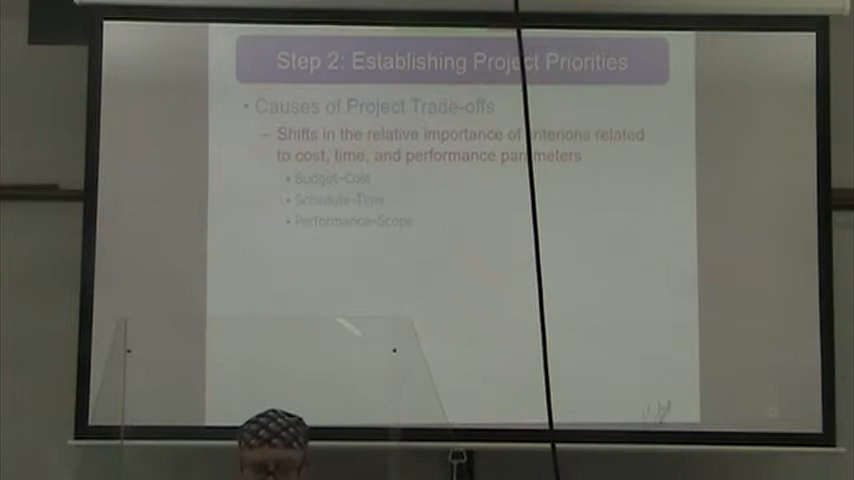 Step 2: Establishing Project Priorities
• Causes of Project Trade-offs
– Shifts in the relative importance of criterions related
to cost, time, and performance parameters
• Budget–Cost
• Schedule–Time
• Performance–Scope